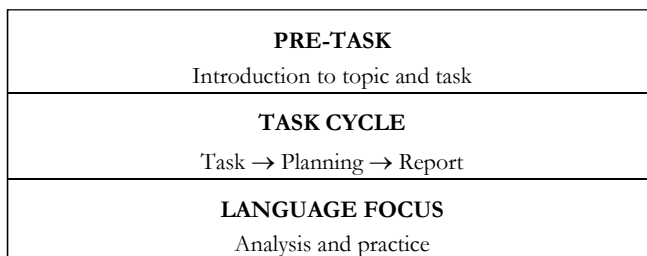 PRE-TASK
Introduction to topic and task
TASK CYCLE
Task → Planning → Report
LANGUAGE FOCUS
Analysis and practice